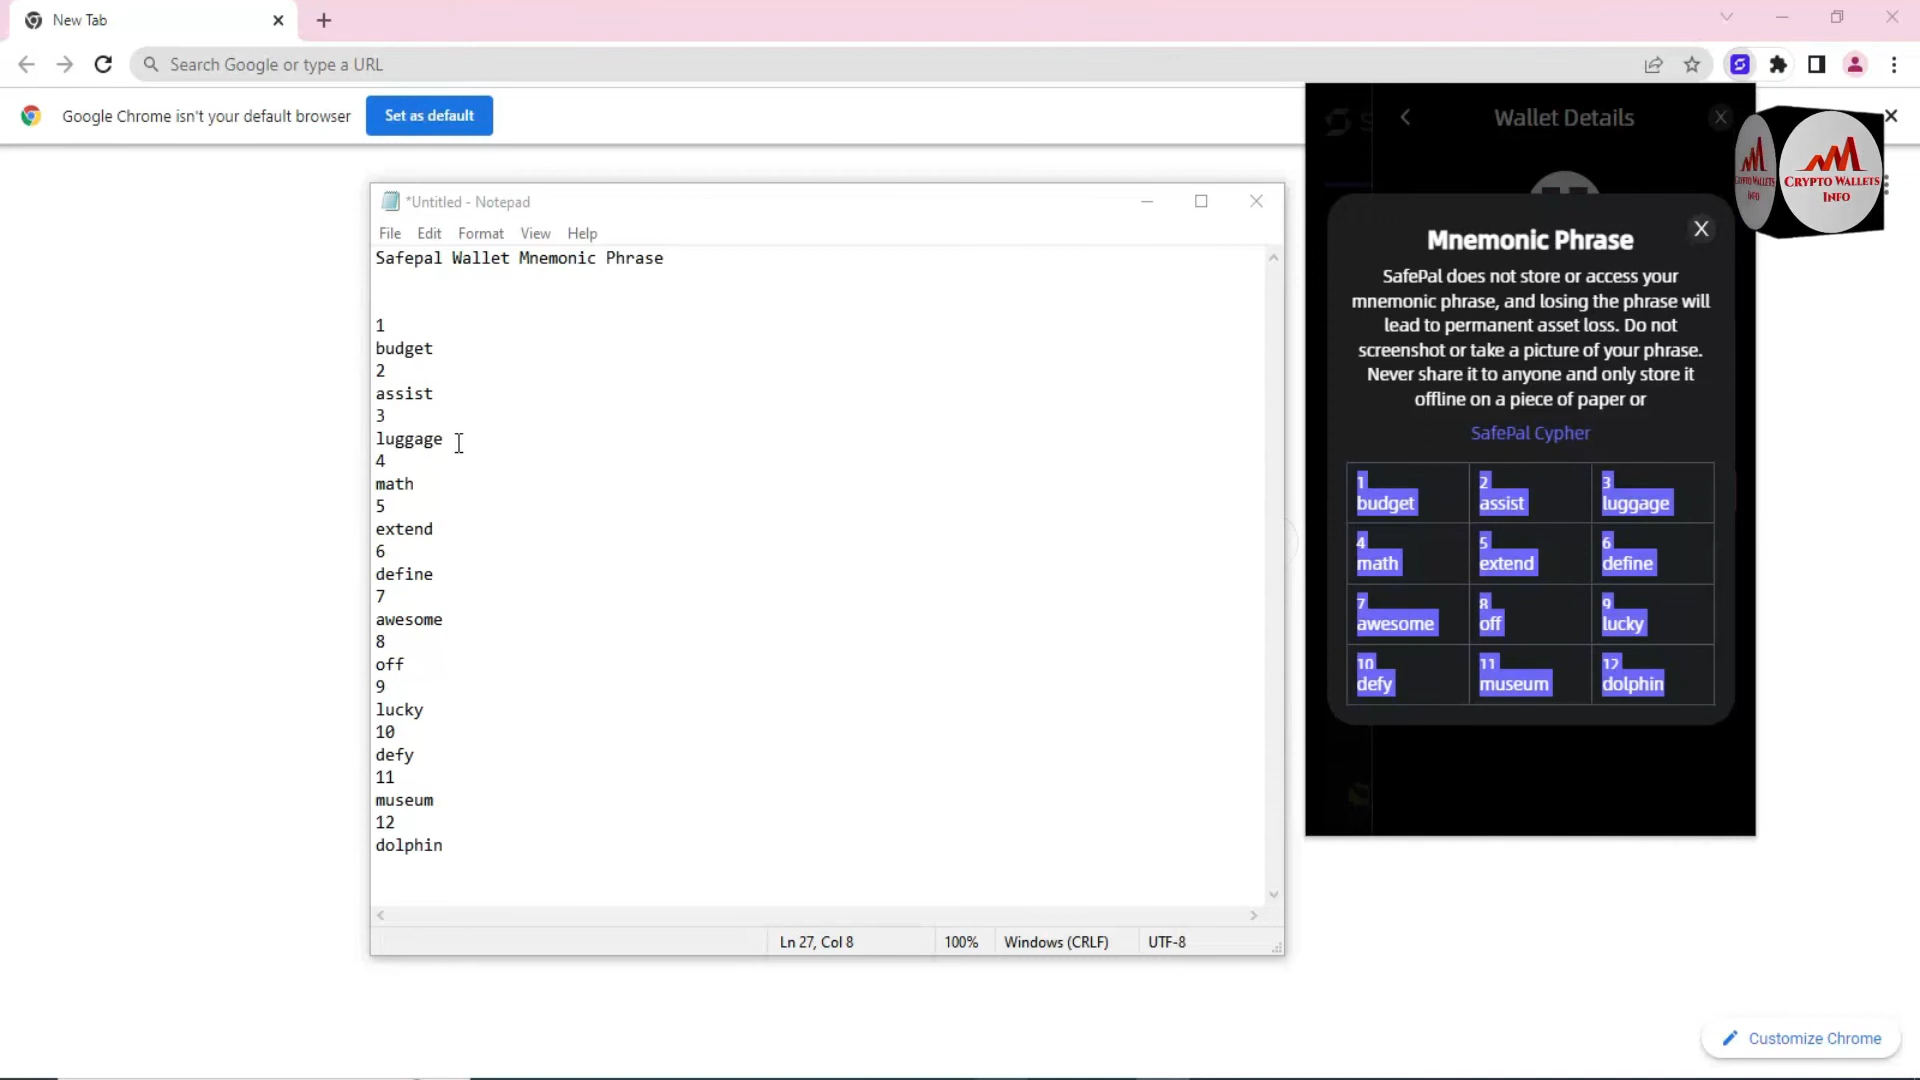 New Tab
Search Google or type a URL
Google Chrome isn't your default browser
Set as default
*Untitled - Notepad
File Edit Format View Help
Safepal Wallet Mnemonic Phrase
1
budget
2
assist
3
luggage
4
math
5
extend
6
define
7
awesome
8
off
9
lucky
10
defy
11
museum
12
dolphin
Ln 27, Col 8
100%
Windows (CRLF)
UTF-8
Wallet Details
Mnemonic Phrase
SafePal does not store or access your
mnemonic phrase, and losing the phrase will
lead to permanent asset loss. Do not
screenshot or take a picture of your phrase.
Never share it to anyone and only store it
offline on a piece of paper or
SafePal Cypher
1 2 3
budget assist luggage
4 5 6
math extend define
7 8 9
awesome off lucky
10 11 12
defy museum dolphin
CRYPTO WALLETS
INFO
Customize Chrome